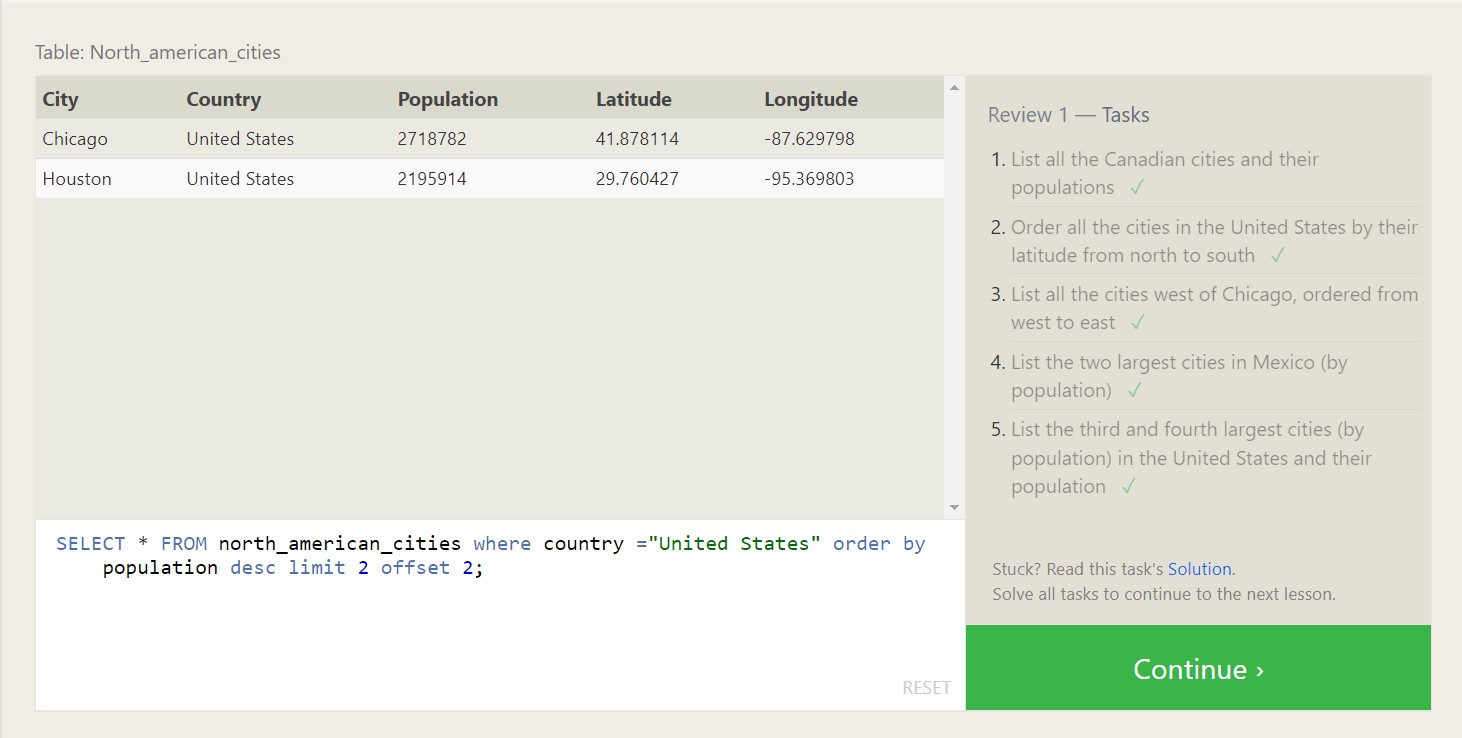 Table: North_american_cities
City Country Population Latitude Longitude
Chicago United States 2718782 41.878114 -87.629798
Houston United States 2195914 29.760427 -95.369803
SELECT * FROM north_american_cities where country ="United States" order by
population desc limit 2 offset 2;
RESET
Review 1 — Tasks
1. List all the Canadian cities and their
populations ✓
2. Order all the cities in the United States by their
latitude from north to south ✓
3. List all the cities west of Chicago, ordered from
west to east ✓
4. List the two largest cities in Mexico (by
population) ✓
5. List the third and fourth largest cities (by
population) in the United States and their
population ✓
Stuck? Read this task's Solution.
Solve all tasks to continue to the next lesson.
Continue ›